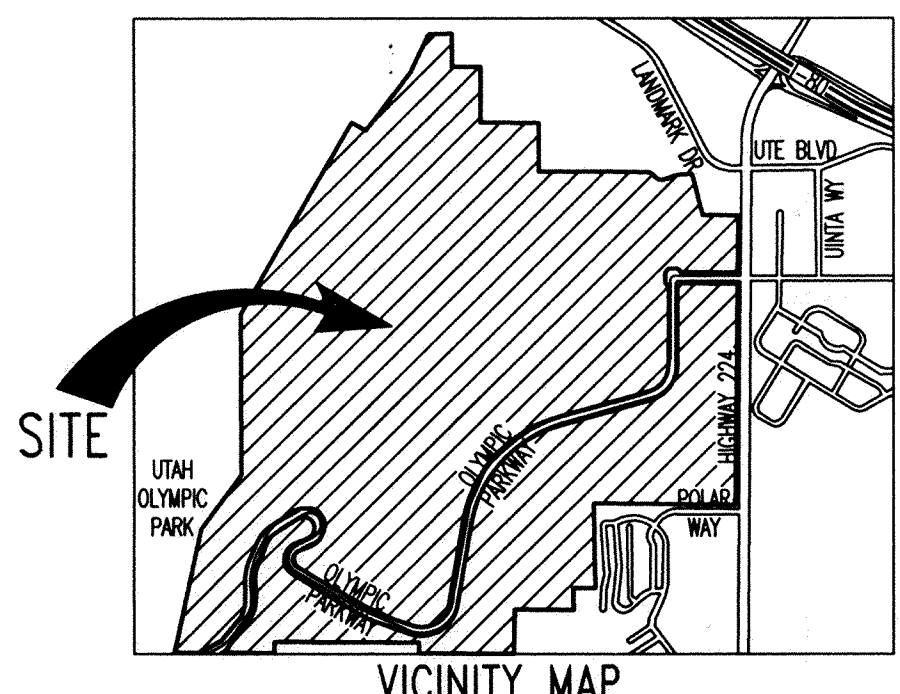 I-80
LANDMARK DR
UTE BLVD
UINTA WY
HIGHWAY 224
SITE
UTAH
OLYMPIC
PARK
OLYMPIC
PARKWAY
POLAR
WAY
OLYMPIC
PARKWAY
VICINITY MAP